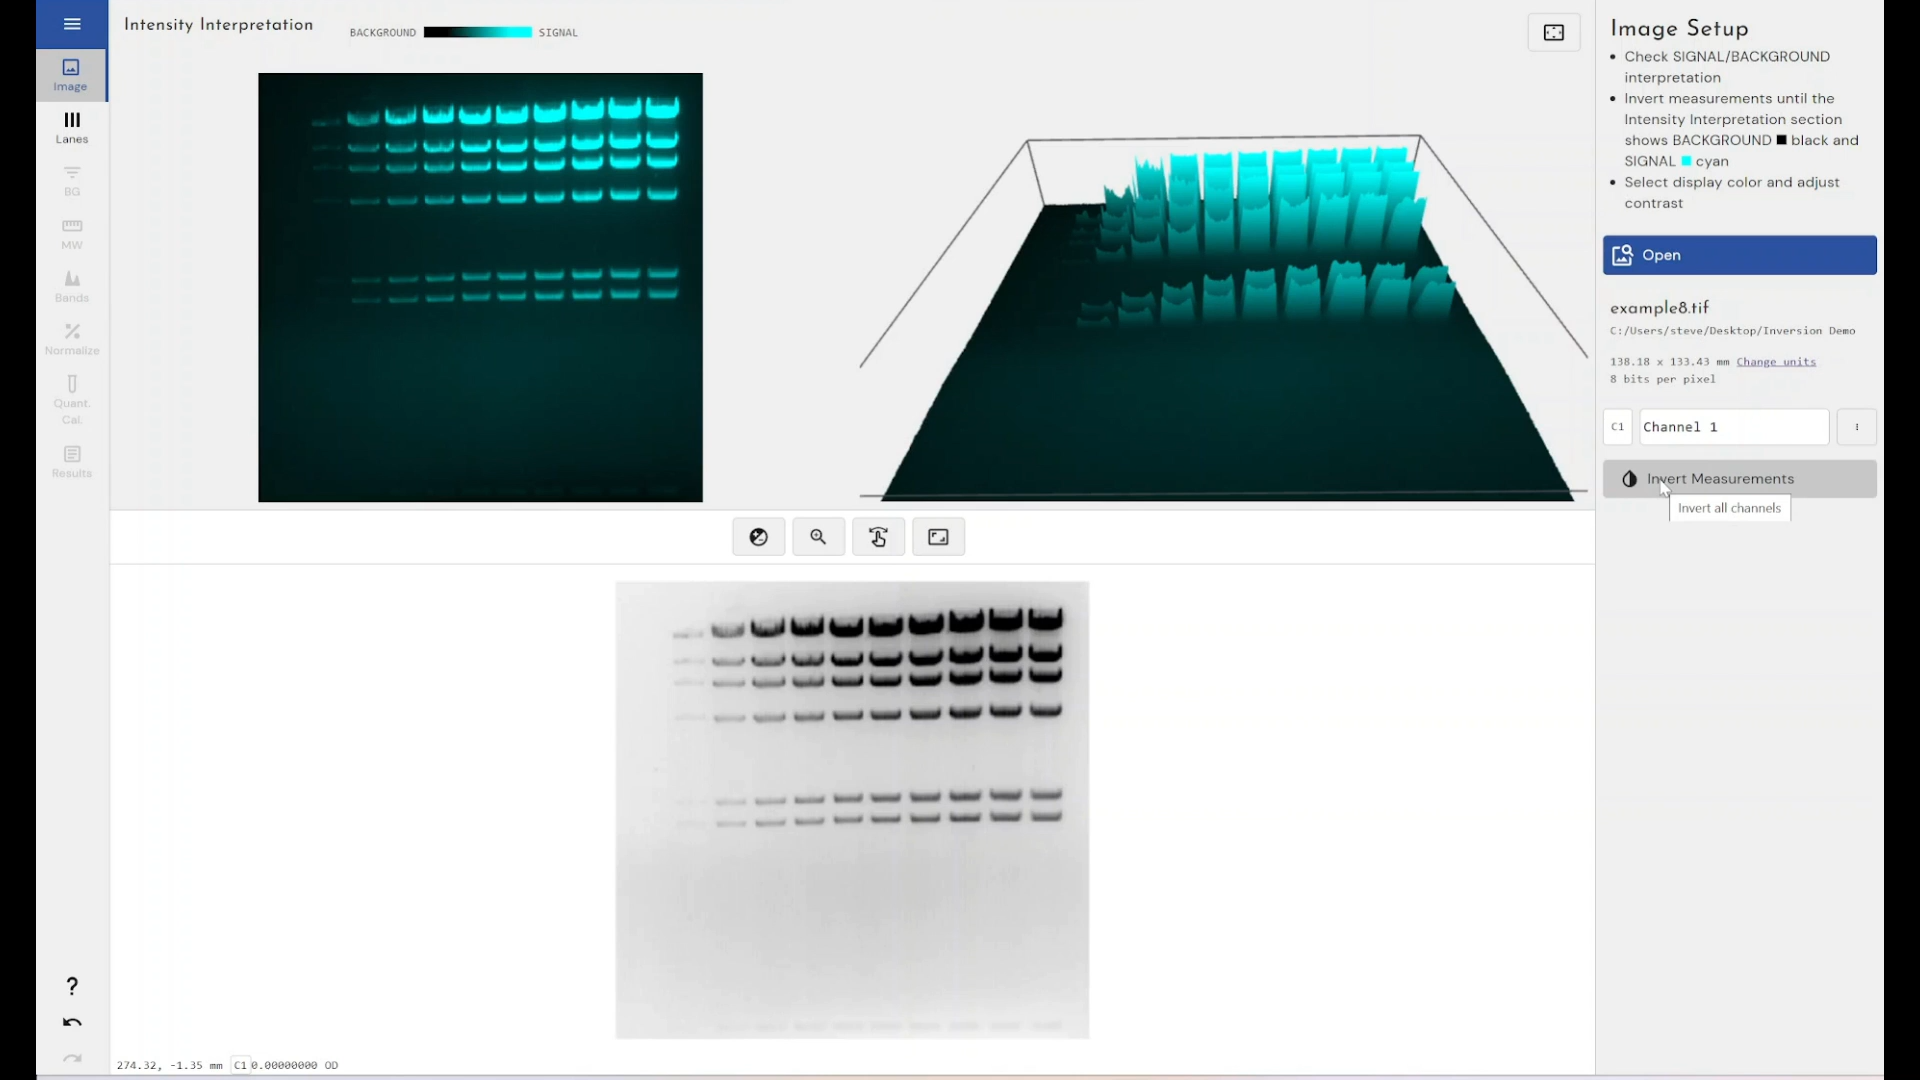 Intensity Interpretation
BACKGROUND
SIGNAL
Image
Lanes
BG
MW
Bands
Normalize
Quant.
Cal.
Results
?
Image Setup
• Check SIGNAL/BACKGROUND
interpretation
• Invert measurements until the
Intensity Interpretation section
shows BACKGROUND ■ black and
SIGNAL ■ cyan
• Select display color and adjust
contrast
Open
example8.tif
C:/Users/steve/Desktop/Inversion Demo
138.18 x 133.43 mm Change units
8 bits per pixel
C1
Channel 1
Invert Measurements
Invert all channels
274.32, -1.35 mm C1 0.00000000 OD